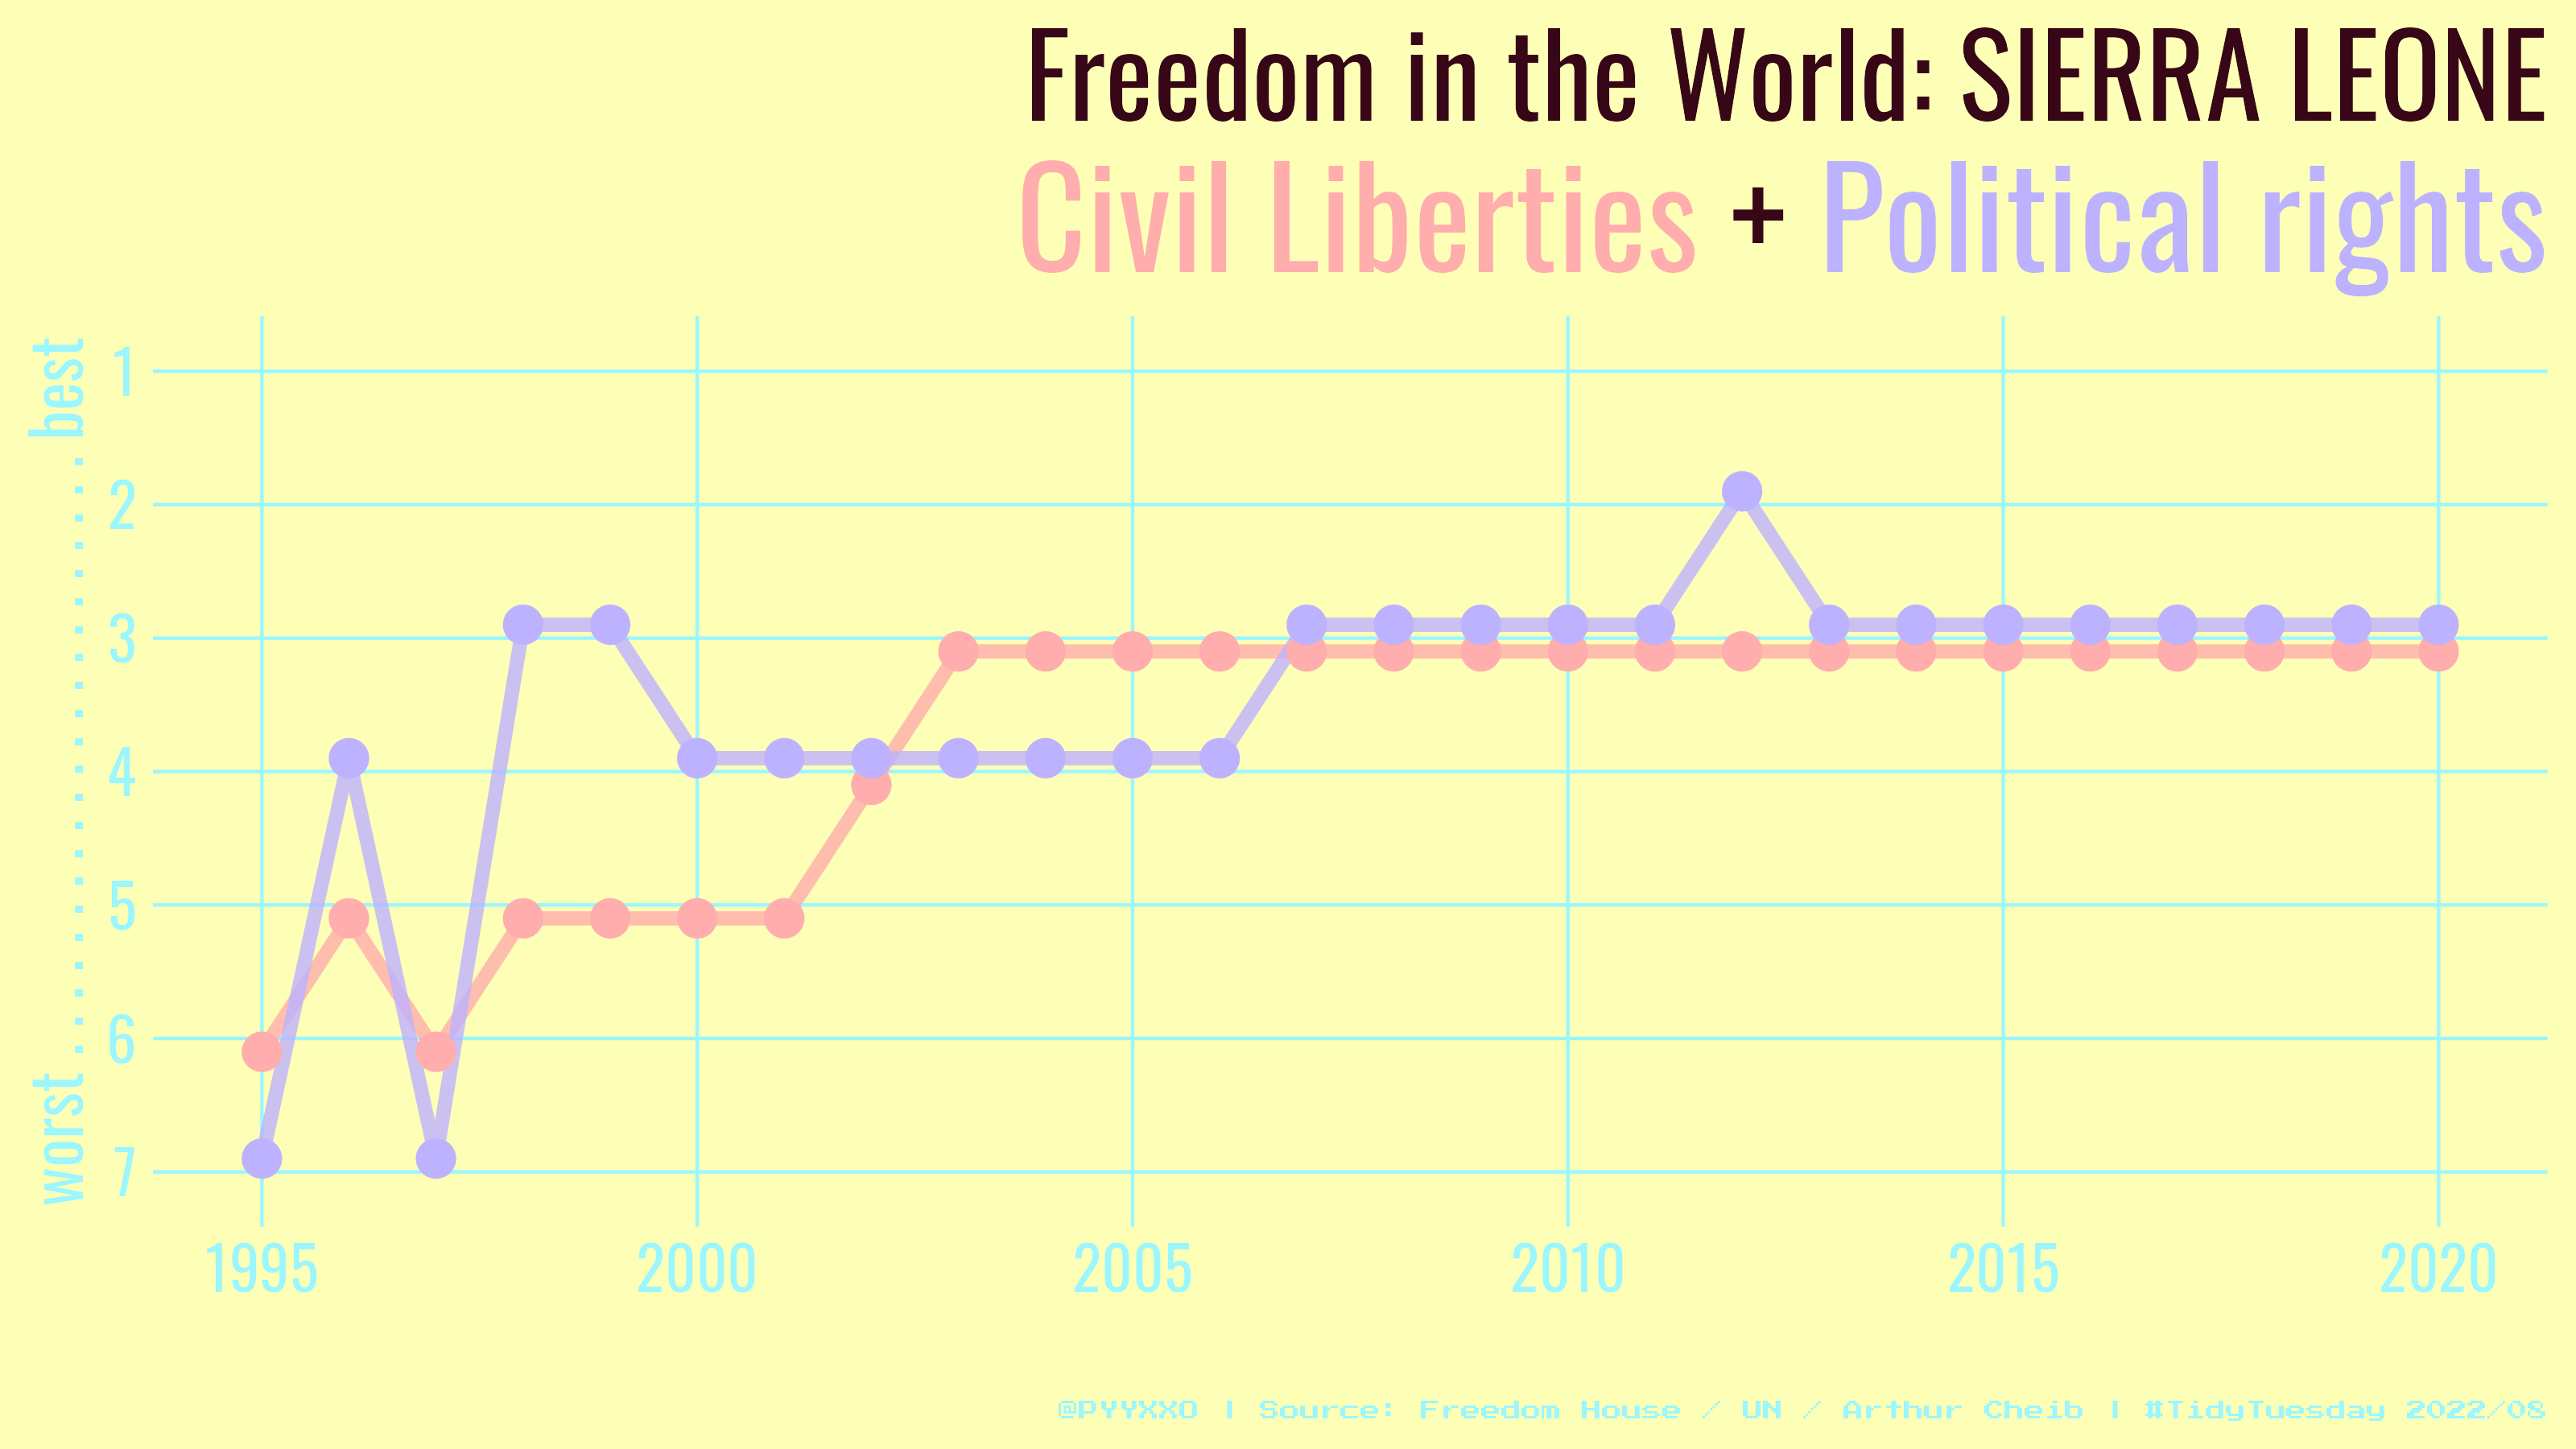 Freedom in the World: SIERRA LEONE
Civil Liberties + Political rights
worst . . . . . . . . . . . . . . . . . . . . . . best
1
2
3
4
5
6
7
1995 2000 2005 2010 2015 2020
@PYYXXO | Source: Freedom House / UN / Arthur Cheib | #TidyTuesday 2022/08